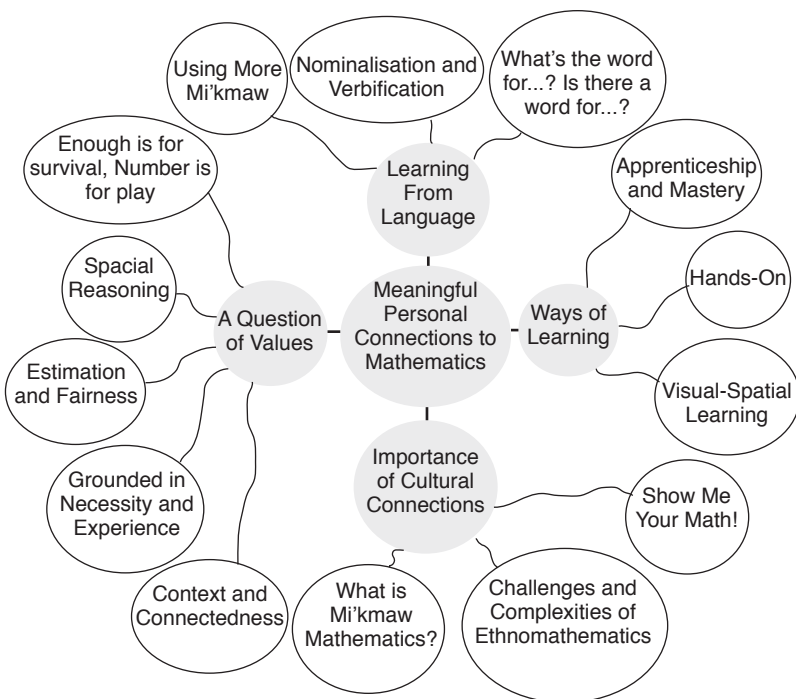 Using More
Mi'kmaw
Nominalisation and
Verbification
What's the word
for...? Is there a
word for...?
Enough is for
survival, Number is
for play
Learning
From
Language
Apprenticeship
and Mastery
Spacial
Reasoning
Hands-On
A Question
of Values
Meaningful
Personal
Connections to
Mathematics
Ways of
Learning
Estimation
and Fairness
Visual-Spatial
Learning
Grounded in
Necessity and
Experience
Importance
of Cultural
Connections
Show Me
Your Math!
Context and
Connectedness
What is
Mi'kmaw
Mathematics?
Challenges and
Complexities of
Ethnomathematics